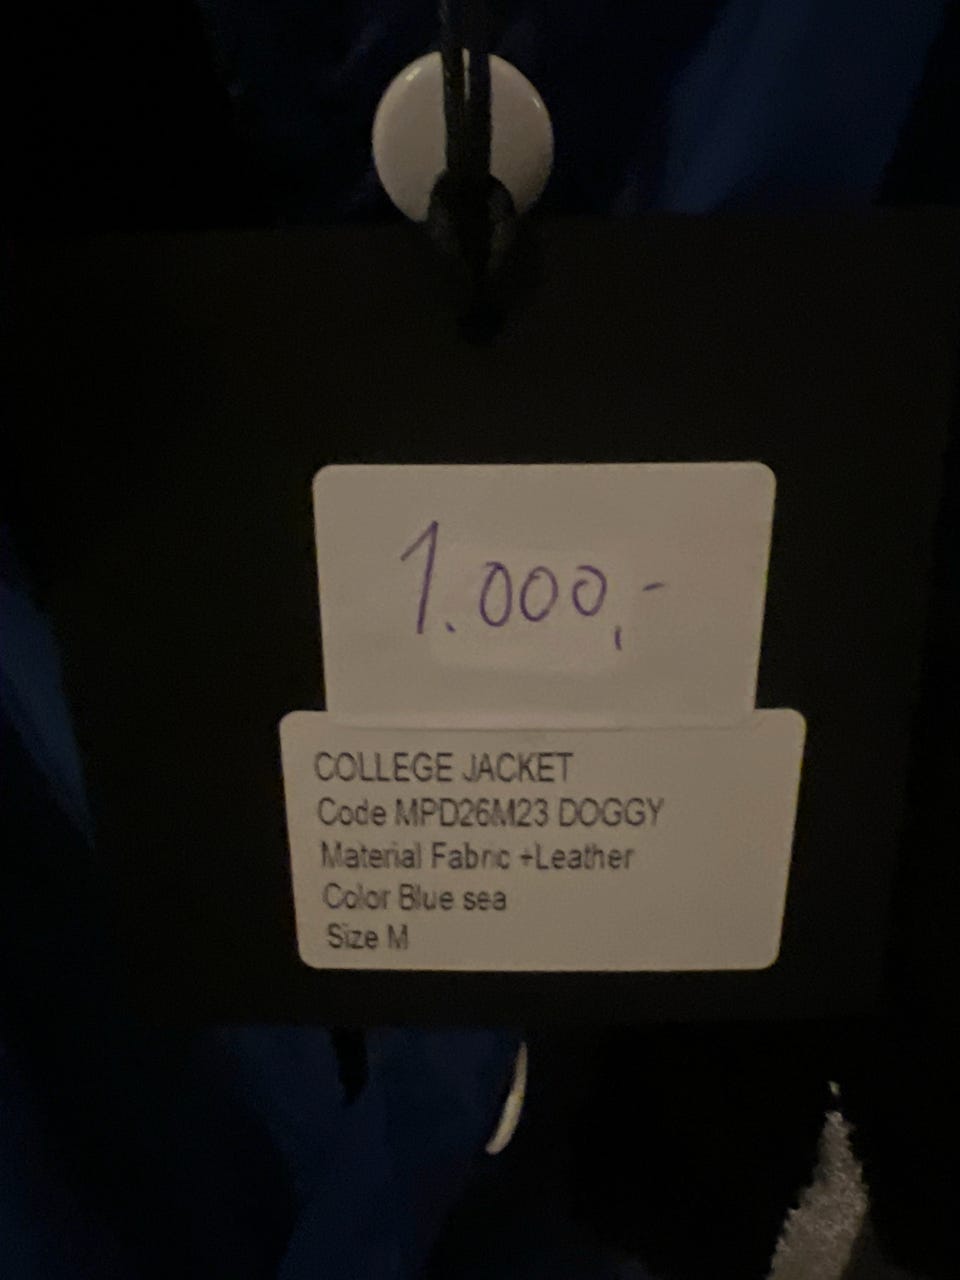 1.000,-
COLLEGE JACKET
Code MPD26M23 DOGGY
Material Fabric +Leather
Color Blue sea
Size M